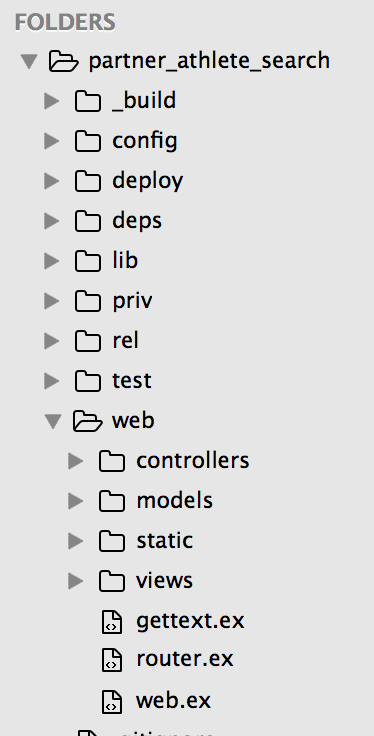 FOLDERS
partner_athlete_search
_build
config
deploy
deps
lib
priv
rel
test
web
controllers
models
static
views
gettext.ex
router.ex
web.ex